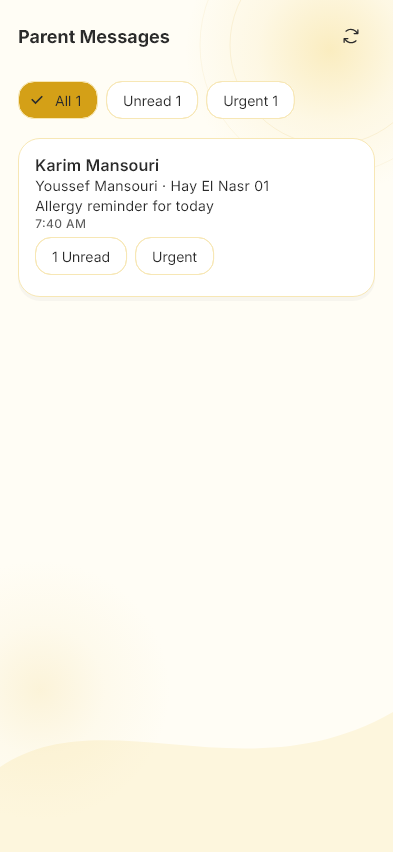 Parent Messages
All 1
Unread 1
Urgent 1
Karim Mansouri
Youssef Mansouri · Hay El Nasr 01
Allergy reminder for today
7:40 AM
1 Unread
Urgent